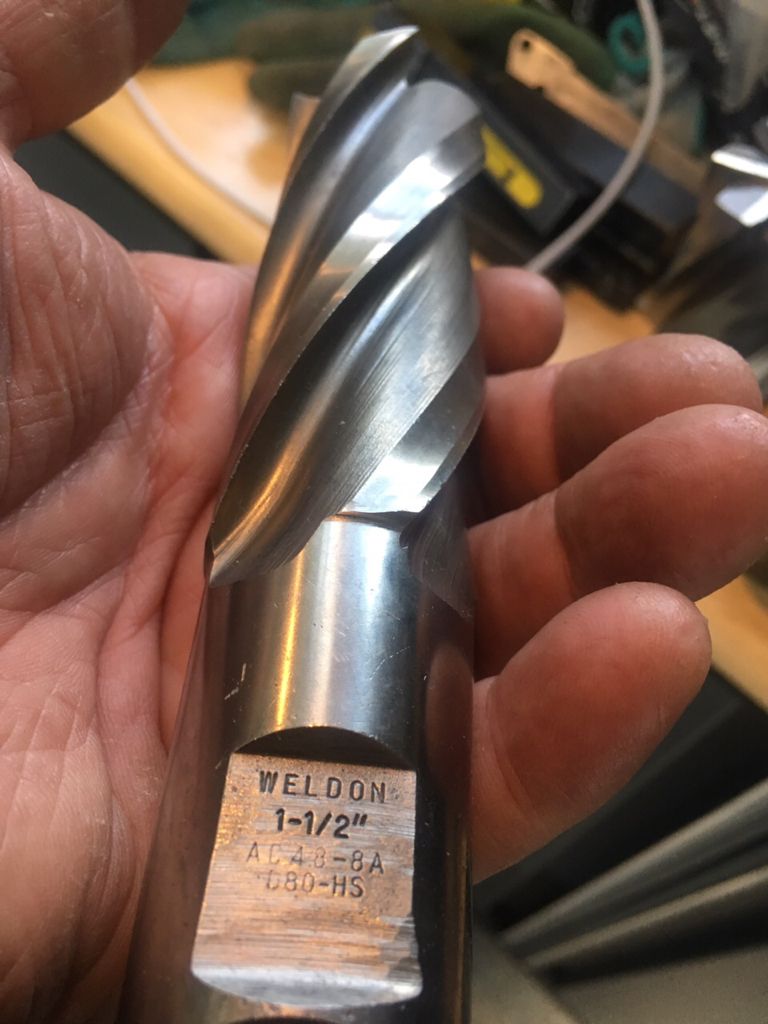 WELDON
1-1/2"
AC48-8A
080-HS